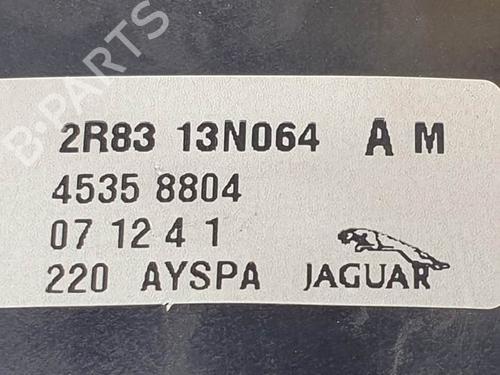 B-PARTS
2R83 13N064 A M
4535 8804
07 12 4 1
220 AYSPA JAGUAR